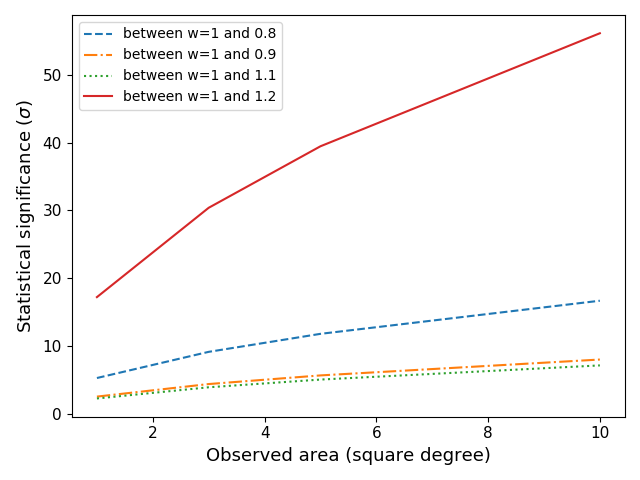 between w=1 and 0.8
between w=1 and 0.9
between w=1 and 1.1
between w=1 and 1.2
Statistical significance (σ)
50
40
30
20
10
0
2
4
6
8
10
Observed area (square degree)